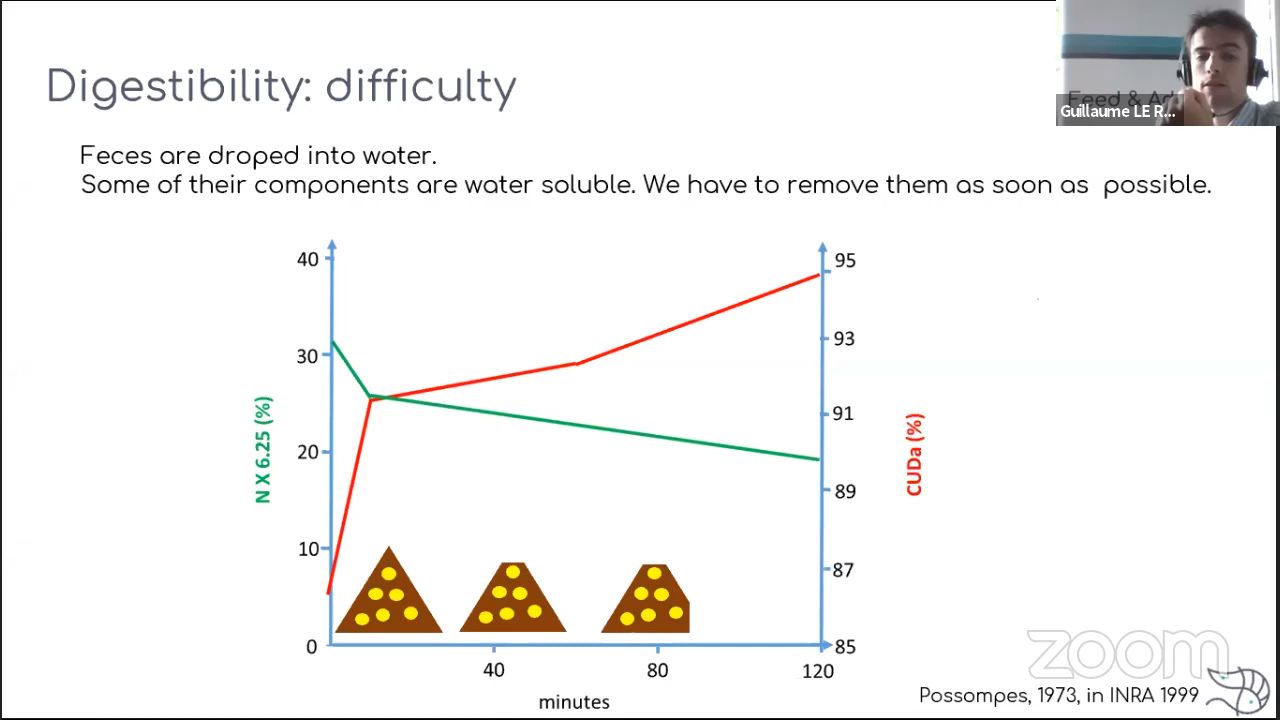 Digestibility: difficulty
Feed & Ad
Guillaume LE R...
Feces are droped into water.
Some of their components are water soluble. We have to remove them as soon as possible.
40
30
20
10
0
N X 6.25 (%)
95
93
91
89
87
85
CUDa (%)
40
80
120
minutes
zoom
Possompes, 1973, in INRA 1999